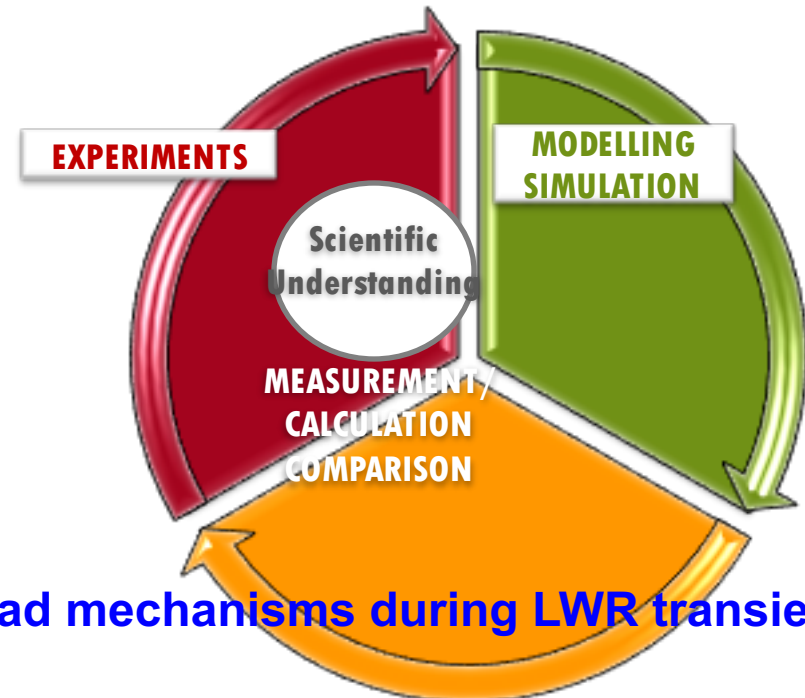 EXPERIMENTS
MODELLING
SIMULATION
Scientific
Understanding
MEASUREMENT/
CALCULATION
COMPARISON
ad mechanisms during LWR transie